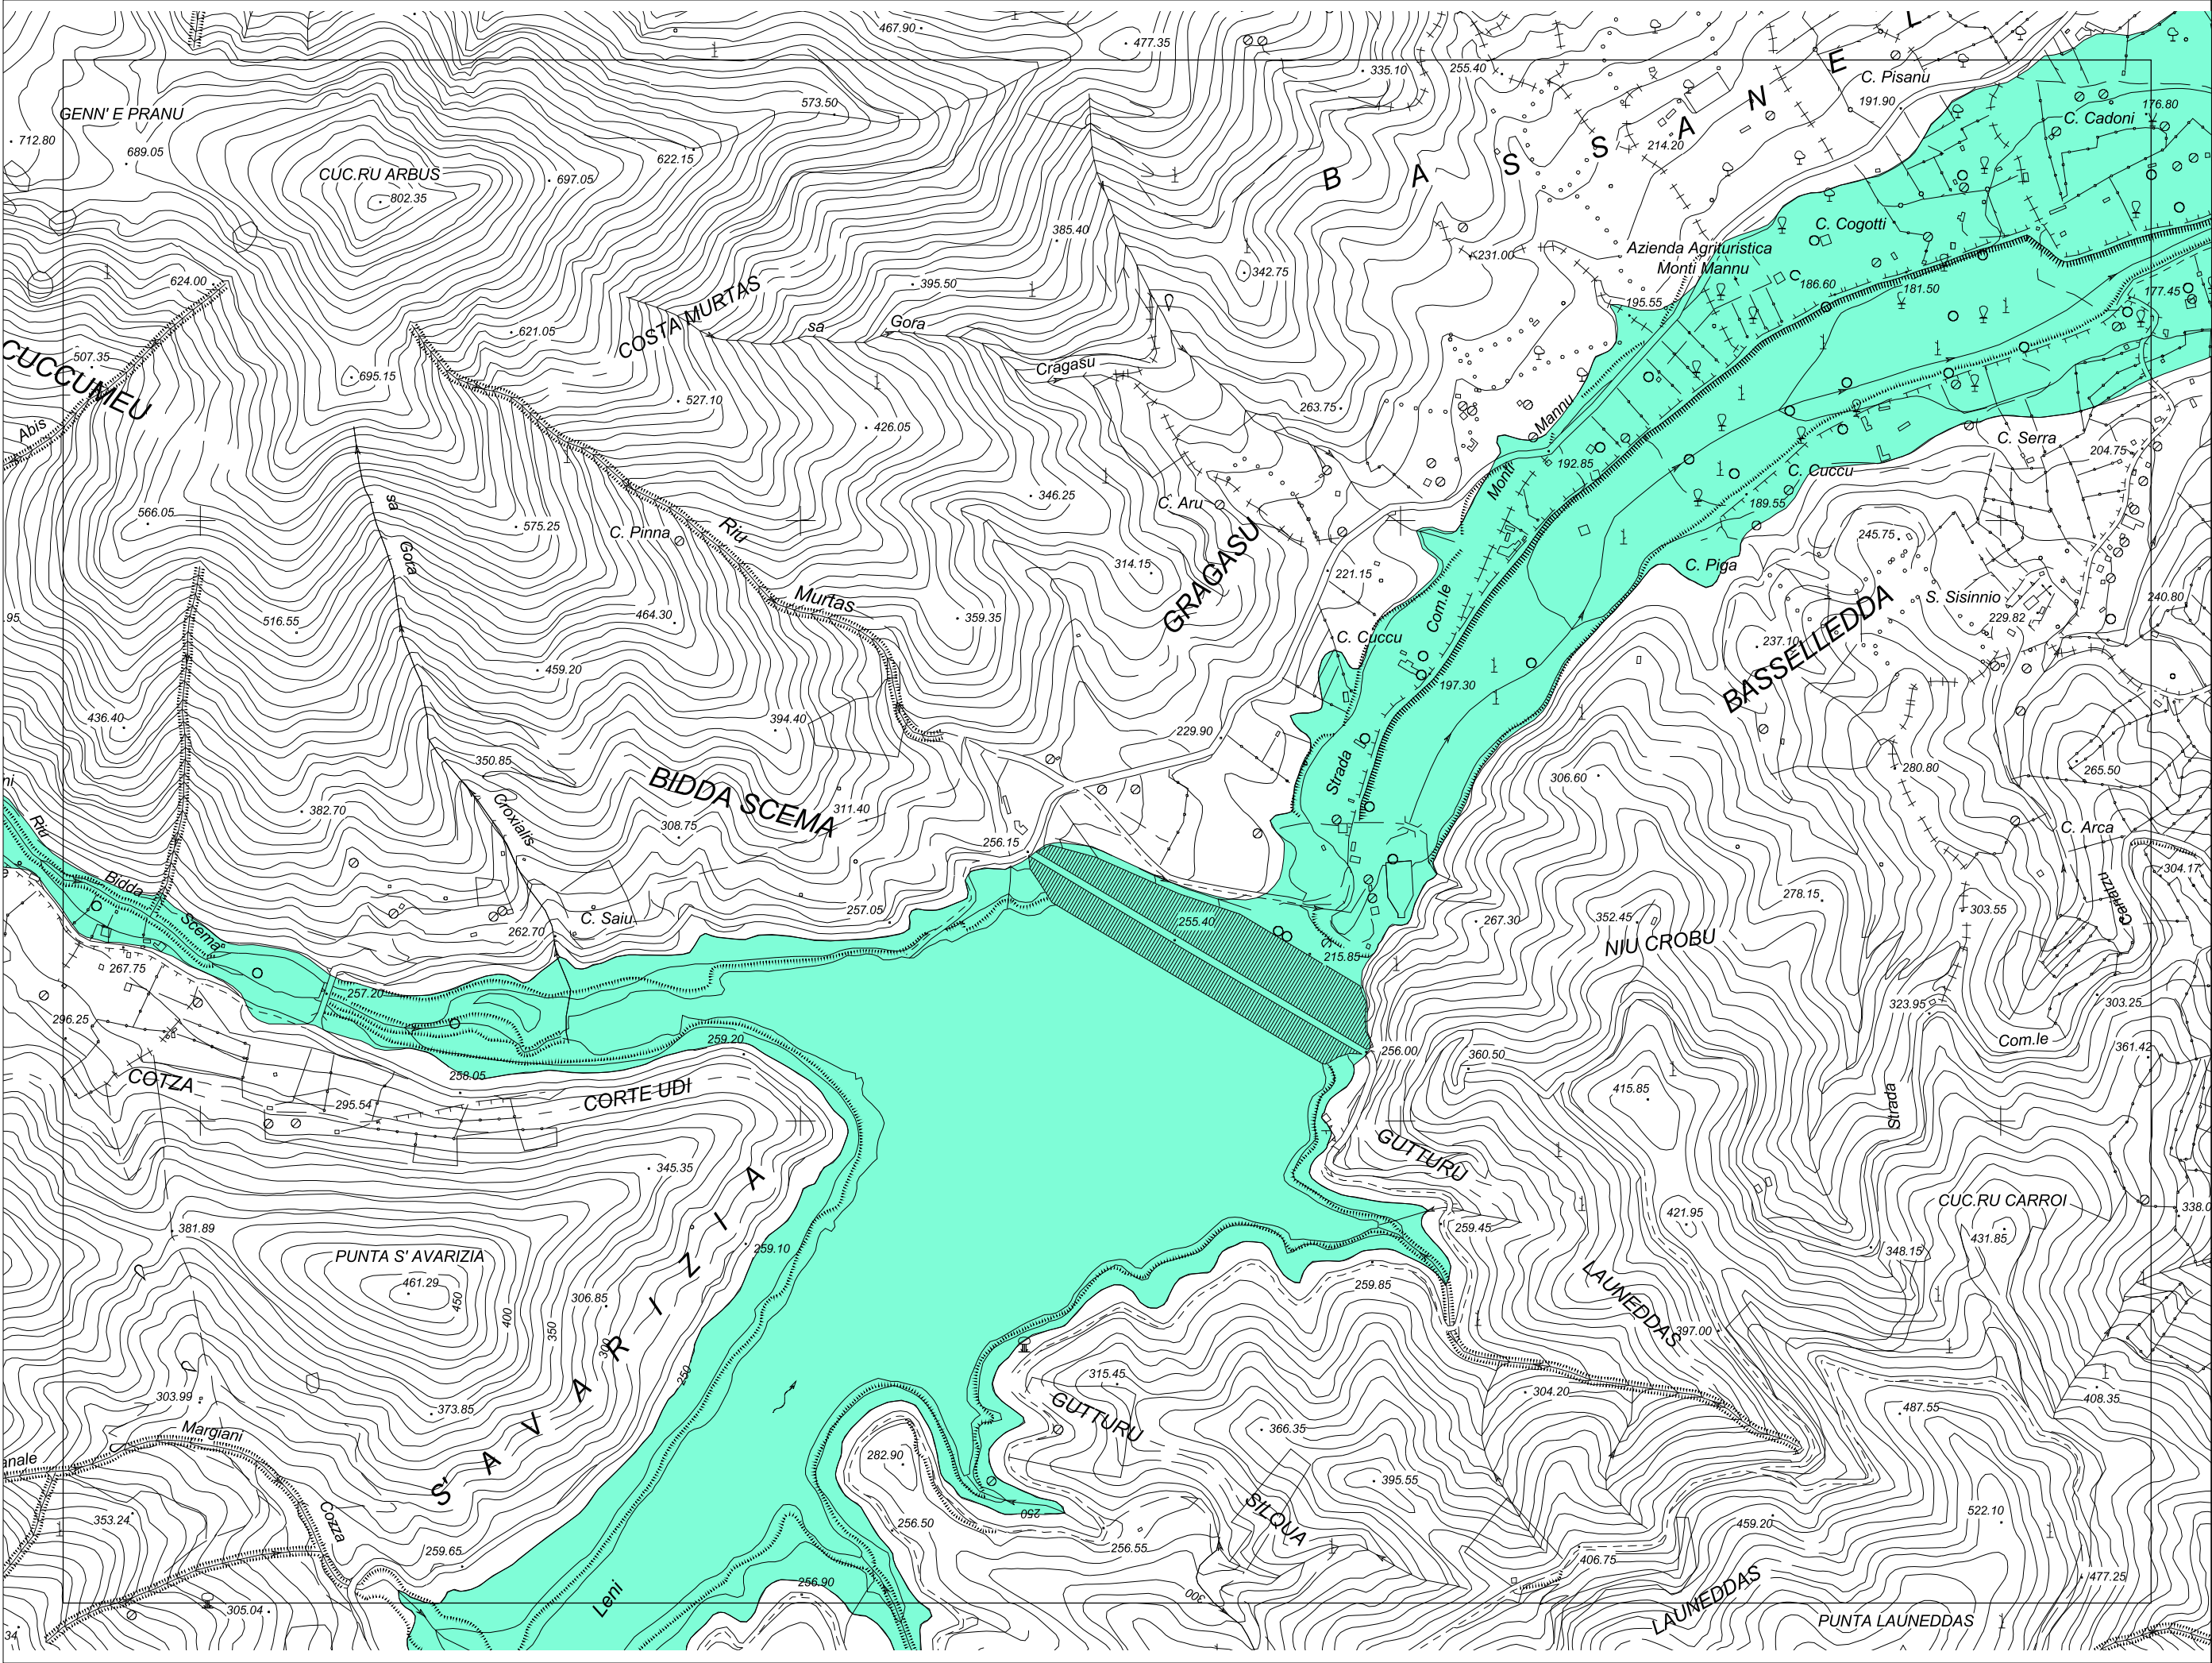 467.90
477.35
335.10
255.40
C. Pisanu
191.90
573.50
GENN' E PRANU
712.80
689.05
622.15
C. Cadoni
176.80
214.20
B A S S A N E L
CUC.RU ARBUS
802.35
697.05
385.40
C. Cogotti
342.75
231.00
Azienda Agrituristica
Monti Mannu
624.00
395.50
186.60
181.50
177.45
195.55
COSTA MURTAS
621.05
sa
Gora
Cragasu
507.35
CUCCUMEU
695.15
527.10
426.05
263.75
Mannu
Abis
C. Serra
204.75
192.85
C. Cuccu
Monti
189.55
sa
Gora
566.05
575.25
C. Pinna
Riu
346.25
C. Aru
GRAGASU
245.75
314.15
221.15
C. Piga
516.55
464.30
Murtas
359.35
Com.le
C. Cuccu
BASSELLEDDA
S. Sisinnio
229.82
240.80
.95
237.10
459.20
197.30
436.40
394.40
229.90
350.85
Strada
306.60
280.80
265.50
BIDDA SCEMA
ni
Riu
382.70
Croxialis
308.75
311.40
256.15
C. Arca
304.17
Bidda
Scema
262.70
C. Saiu
257.05
255.40
267.30
352.45
278.15
303.55
Carralzu
NIU CROBU
215.85
267.75
257.20
296.25
323.95
303.25
Com.le
361.42
259.20
256.00
360.50
COTZA
258.05
295.54
CORTE UDI
415.85
Strada
GUTTURU
345.35
381.89
S' A V A R I Z I A
CUC.RU CARROI
431.85
338.0
421.95
259.45
348.15
PUNTA S' AVARIZIA
461.29
450
400
350
300
250
306.85
259.10
259.85
LAUNEDDAS
397.00
315.45
304.20
408.35
303.99
373.85
GUTTURU
366.35
487.55
Margiani
anale
282.90
395.55
Cozza
353.24
256.50
250
256.55
SILQUA
459.20
522.10
259.65
406.75
477.25
Leni
256.90
300
LAUNEDDAS
305.04
PUNTA LAUNEDDAS
34